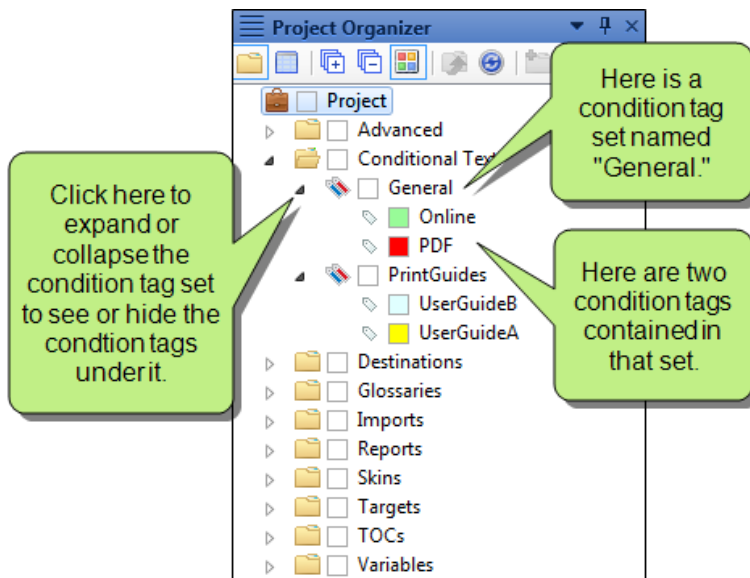 Project Organizer
Project
Advanced
Conditional Tex
General
Online
PDF
PrintGuides
UserGuideB
UserGuideA
Destinations
Glossaries
Imports
Reports
Skins
Targets
TOCs
Variables
Click here to
expand or
collapse the
condition tag set
to see or hide the
condtion tags
under it.
Here is a
condition tag
set named
"General."
Here are two
condition tags
contained in
that set.